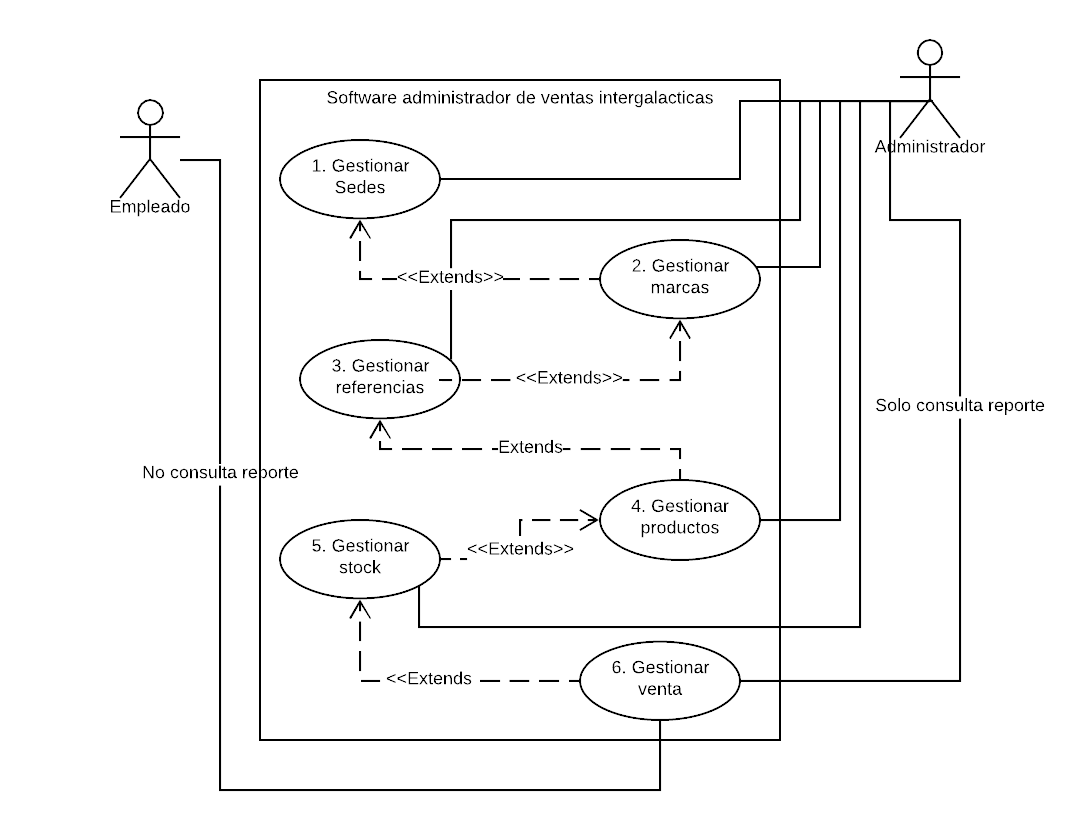 Software administrador de ventas intergalacticas
Administrador
Empleado
1. Gestionar
Sedes
<<Extends>>
2. Gestionar
marcas
3. Gestionar
referencias
<<Extends>>
Solo consulta reporte
Extends
No consulta reporte
4. Gestionar
productos
5. Gestionar
stock
<<Extends>>
6. Gestionar
venta
<<Extends